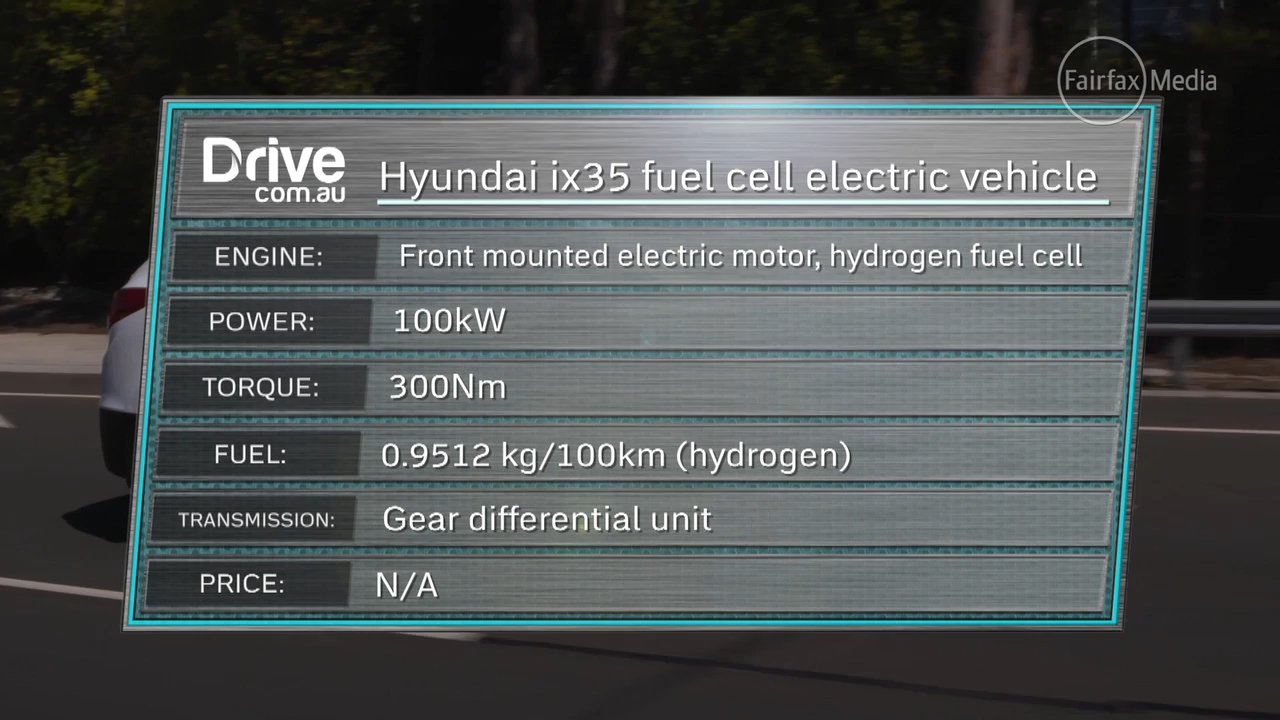 Fairfax Media
Drive
com.au
Hyundai ix35 fuel cell electric vehicle
ENGINE: Front mounted electric motor, hydrogen fuel cell
POWER: 100kW
TORQUE: 300Nm
FUEL: 0.9512 kg/100km (hydrogen)
TRANSMISSION: Gear differential unit
PRICE: N/A